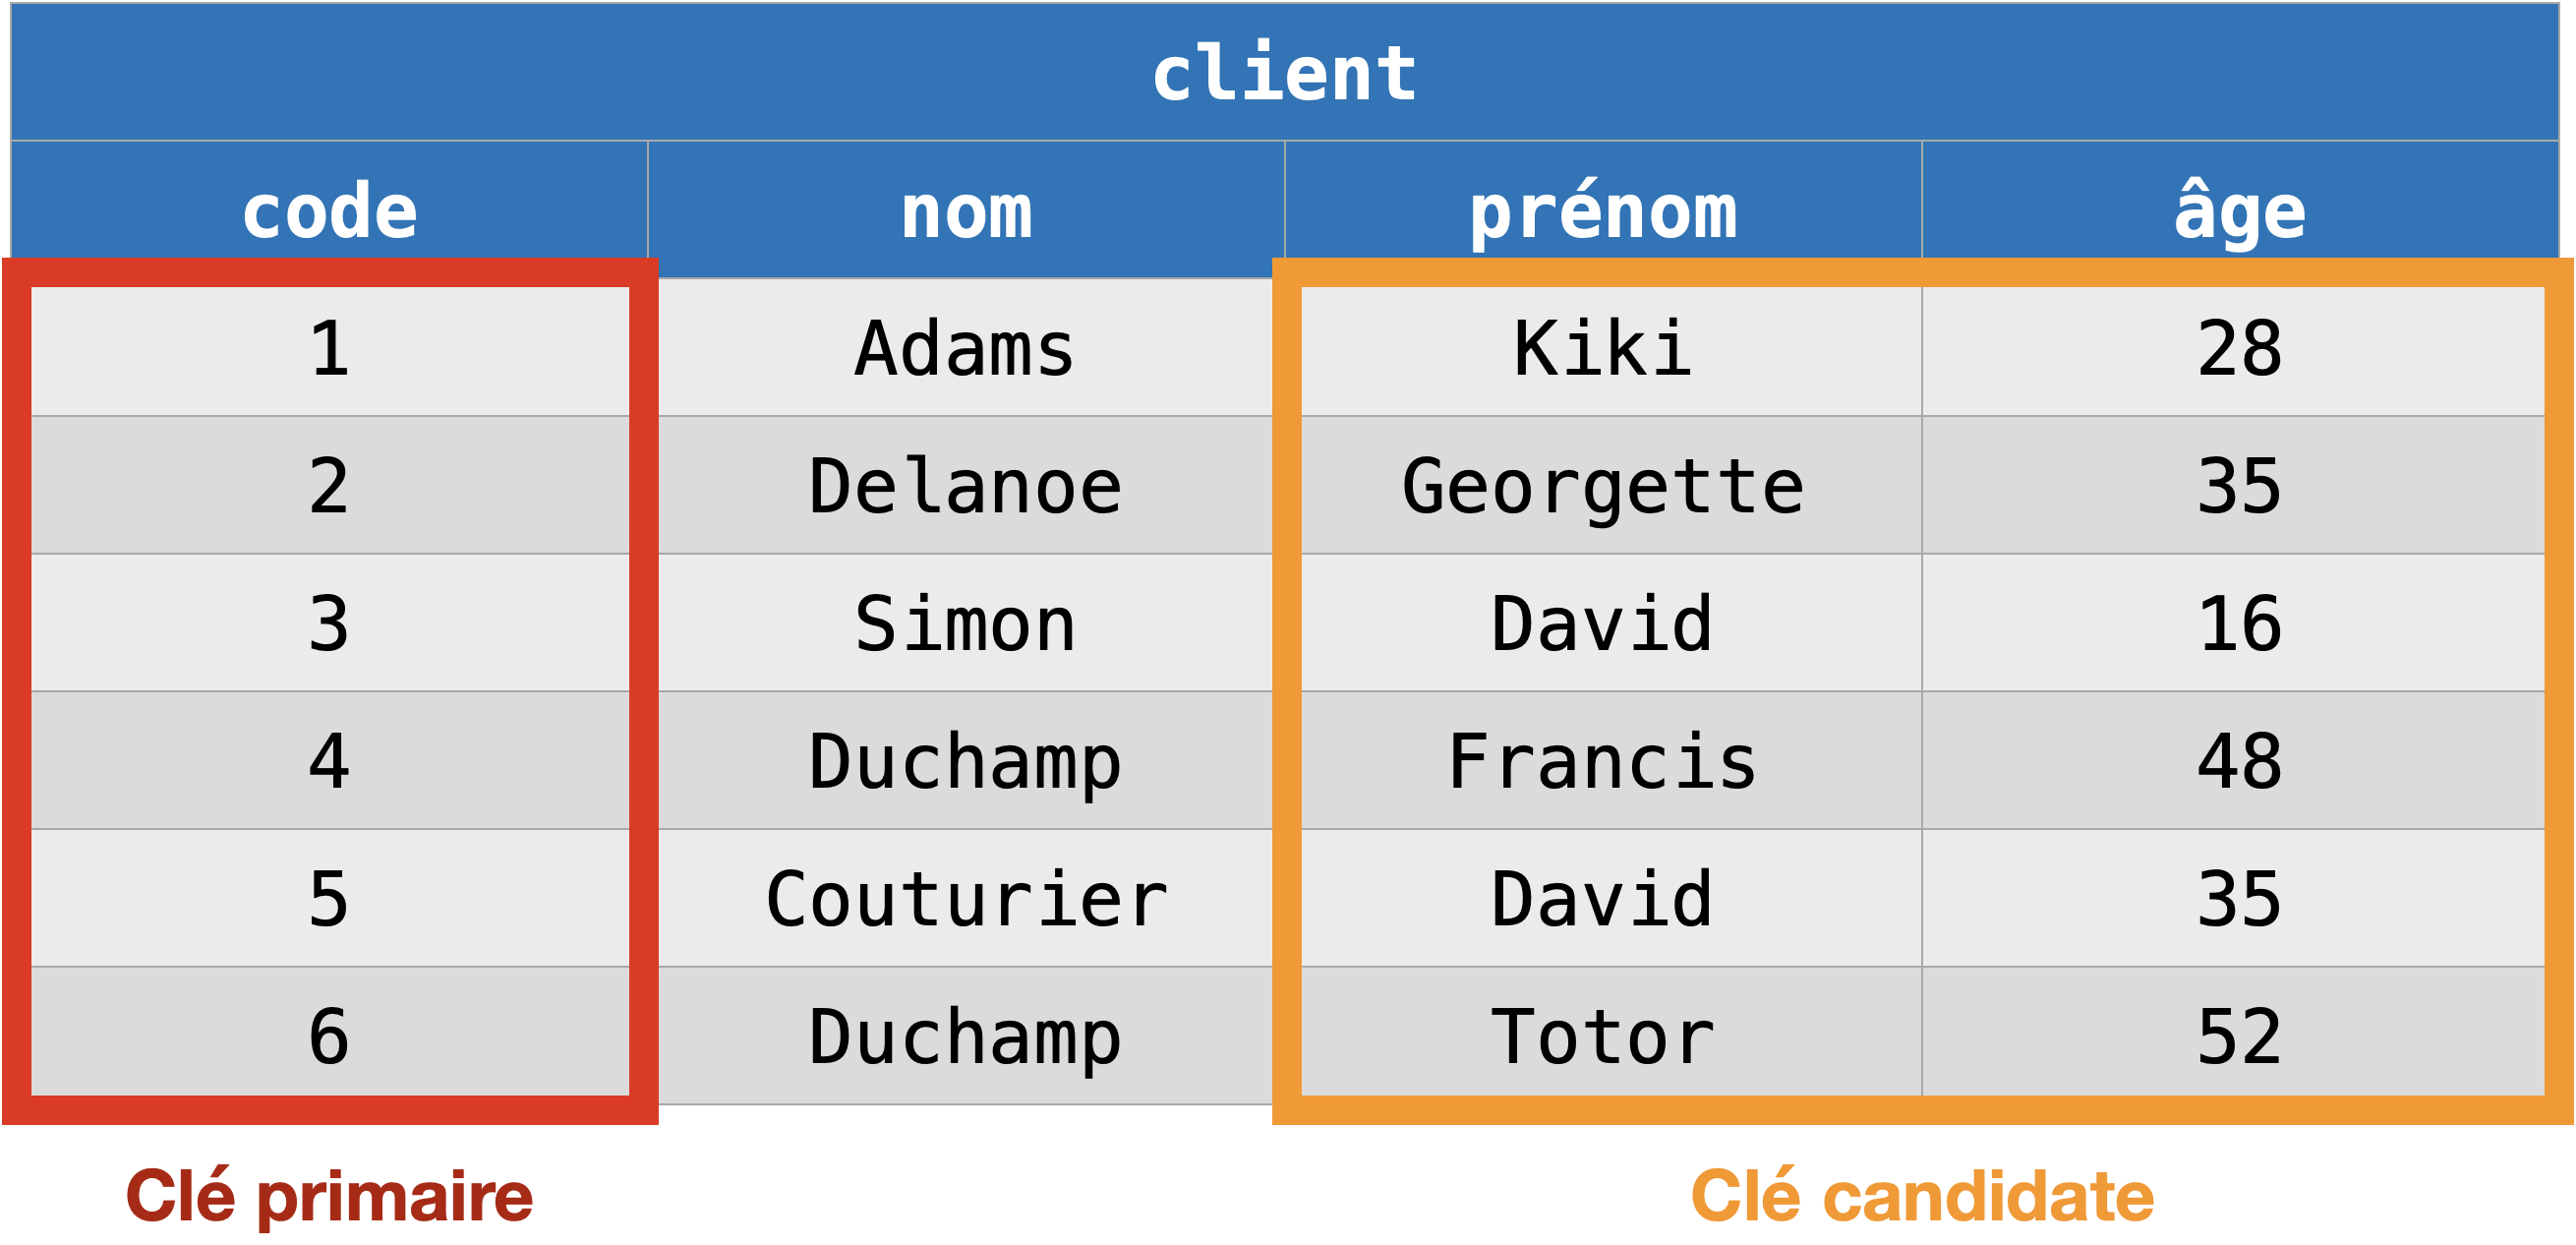 client
code nom prénom âge
1 Adams Kiki 28
2 Delanoe Georgette 35
3 Simon David 16
4 Duchamp Francis 48
5 Couturier David 35
6 Duchamp Totor 52
Clé primaire Clé candidate